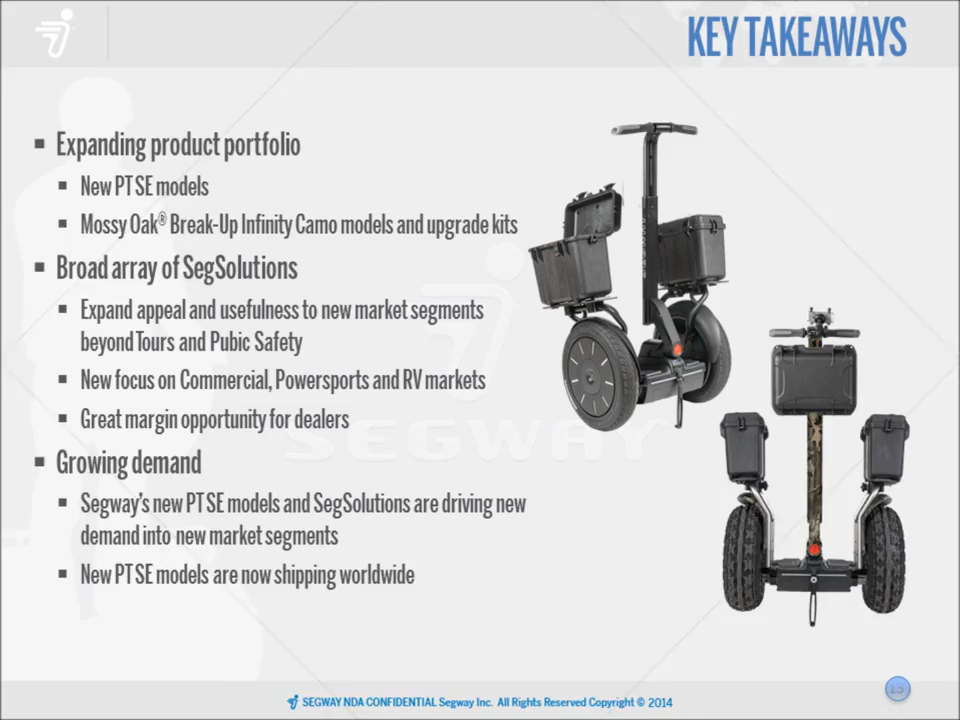 KEY TAKEAWAYS
Expanding product portfolio
New PT SE models
Mossy Oak® Break-Up Infinity Camo models and upgrade kits
Broad array of SegSolutions
Expand appeal and usefulness to new market segments
beyond Tours and Pubic Safety
New focus on Commercial, Powersports and RV markets
Great margin opportunity for dealers
SEGWAY
Growing demand
Segway's new PT SE models and SegSolutions are driving new
demand into new market segments
New PT SE models are now shipping worldwide
15
SEGWAY NDA CONFIDENTIAL Segway Inc. All Rights Reserved Copyright © 2014